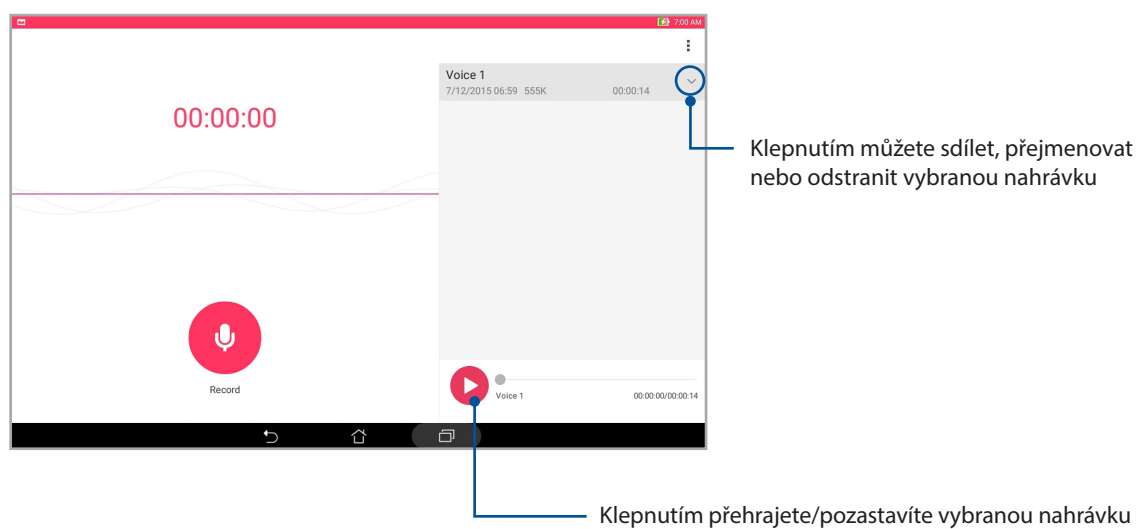 7:00 AM
Voice 1
7/12/2015 06:59 555K 00:00:14
00:00:00
Klepnutím můžete sdílet, přejmenovat
nebo odstranit vybranou nahrávku
Record
Voice 1 00:00:00/00:00:14
Klepnutím přehrajete/pozastavíte vybranou nahrávku